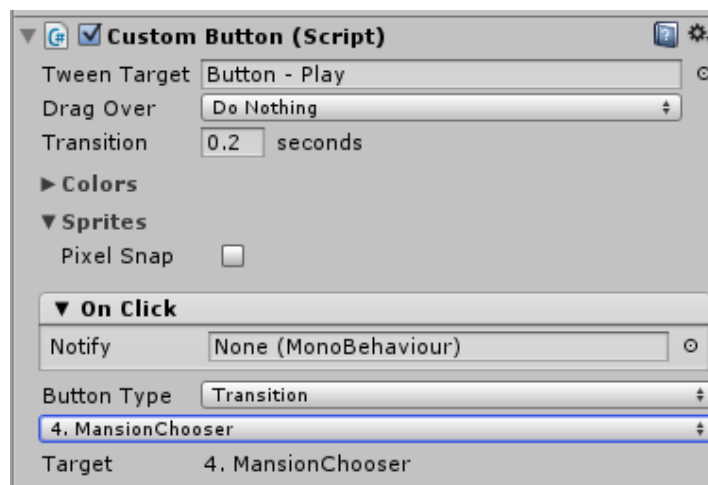 Custom Button (Script)
Tween Target Button - Play
Drag Over Do Nothing
Transition 0.2 seconds
Colors
Sprites
Pixel Snap
On Click
Notify None (MonoBehaviour)
Button Type Transition
4. MansionChooser
Target 4. MansionChooser